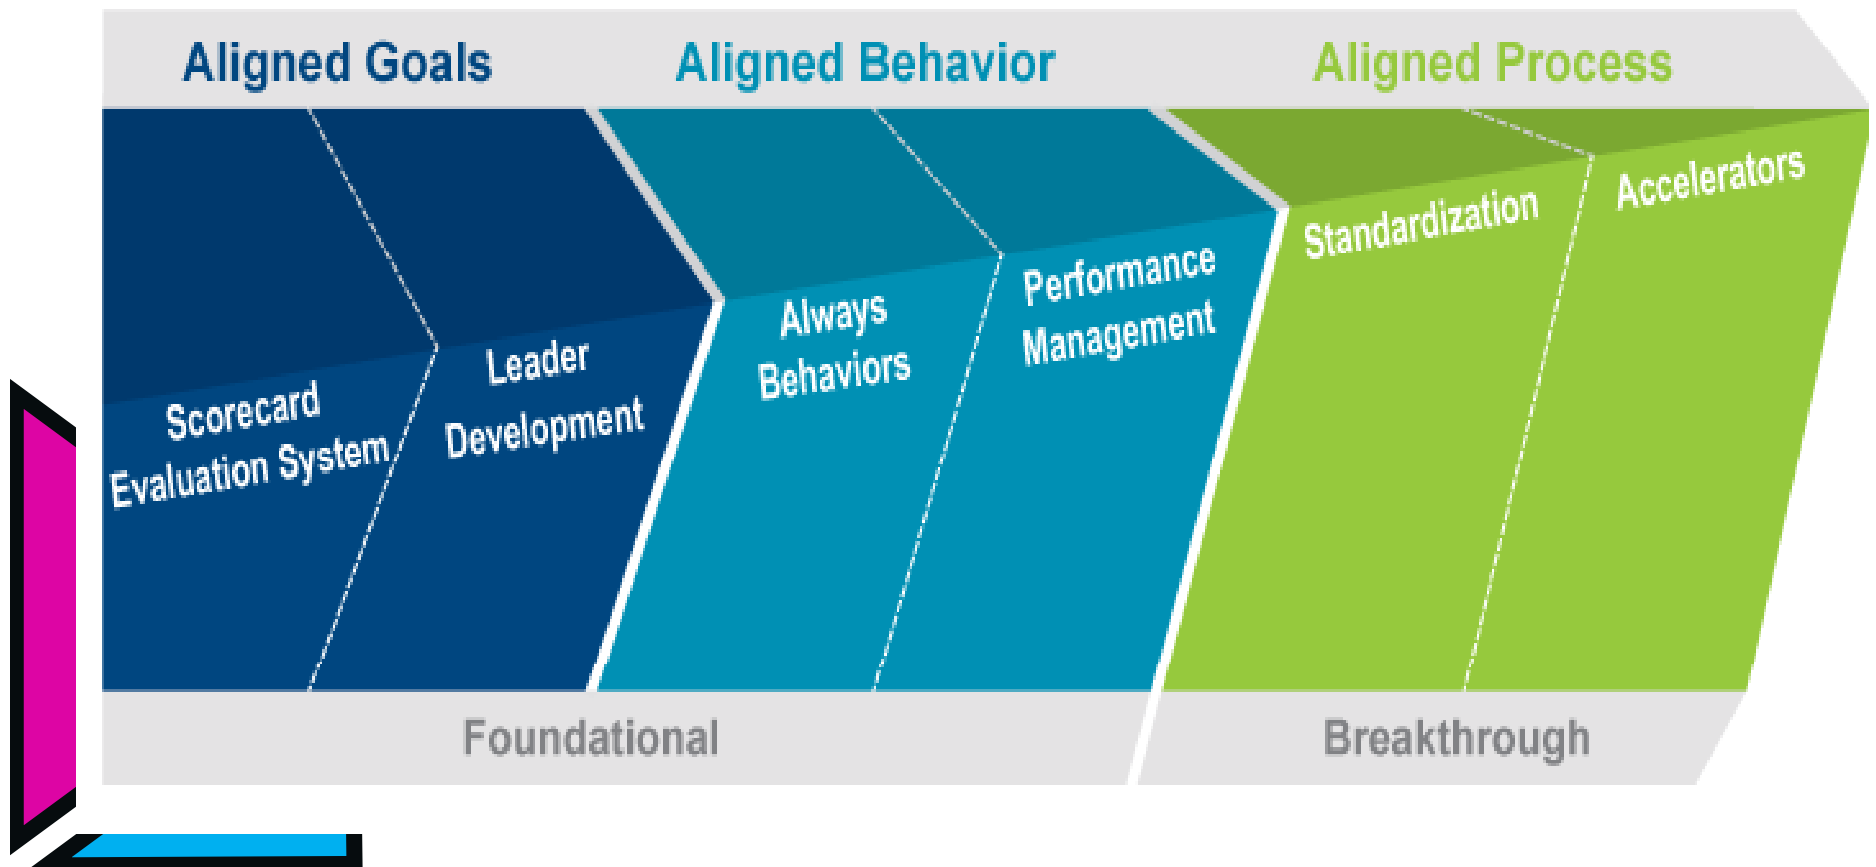 Aligned Goals
Aligned Behavior
Aligned Process
Scorecard
Evaluation System
Leader
Development
Always
Behaviors
Performance
Management
Standardization
Accelerators
Foundational
Breakthrough